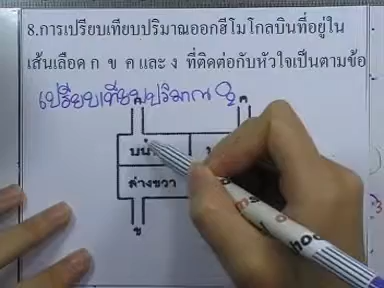 8.การเปรียบเทียบปริมาณออกฮีโมโกลบินที่อยู่ใน
เส้นเลือด ก ข ค และ ง ที่ติดต่อกับหัวใจเป็นตามข้อ
เปรียบเทียบปริมาณ O₂
ค
ล่างขวา
ข